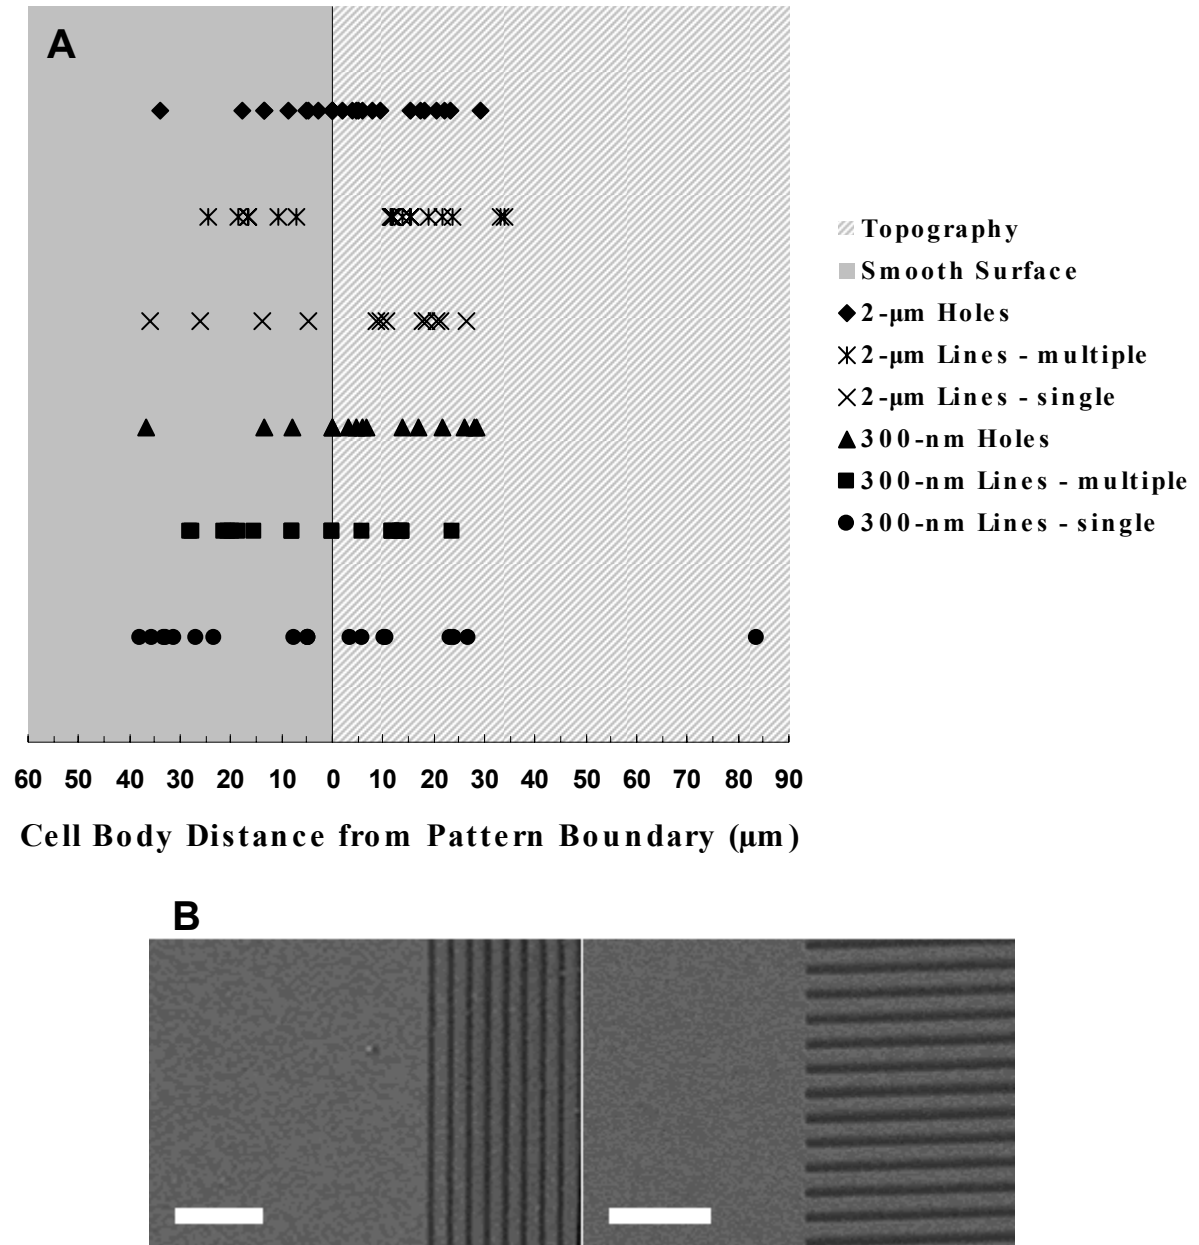 A
Topography
Smooth Surface
2-µm Holes
2-µm Lines - multiple
2-µm Lines - single
300-nm Holes
300-nm Lines - multiple
300-nm Lines - single
60 50 40 30 20 10 0 10 20 30 40 50 60 70 80 90
Cell Body Distance from Pattern Boundary (µm)
B